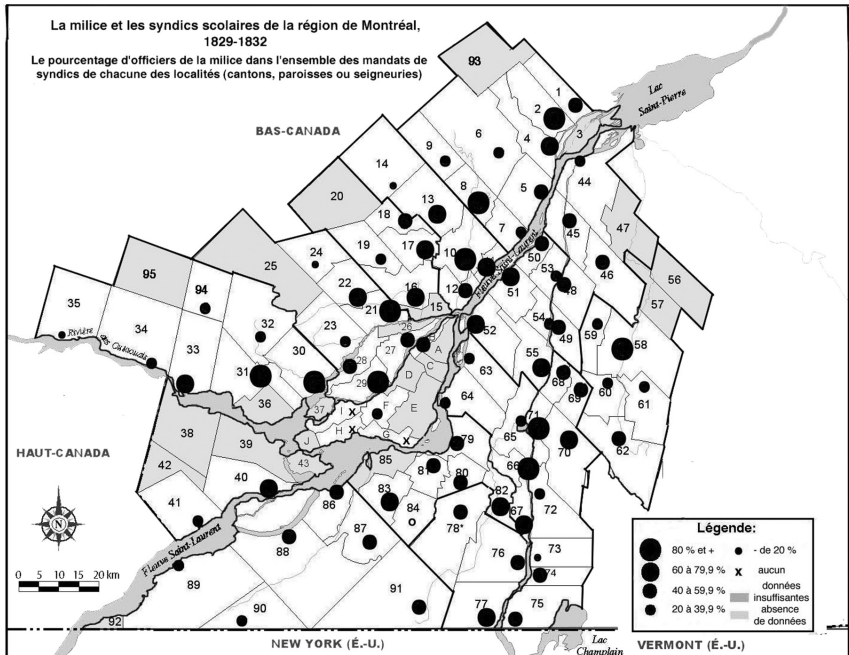 La milice et les syndics scolaires de la région de Montréal,
1829-1832
Le pourcentage d'officiers de la milice dans l'ensemble des mandats de
syndics de chacune des localités (cantons, paroisses ou seigneuries)
93
Lac
Saint-Pierre
1
2
3
BAS-CANADA
4
6
9
44
14
8
5
20
13
47
18
7
45
17
19
10
50
24
25
46
56
95
Fleuve Saint-Laurent
53
51
48
57
94
22
16
12
35
21
15
26
52
54
59
58
32
34
Rivière
des Outaouais
23
27
A
49
33
30
28
C
63
55
31
29
D
68
60
61
36
37
I
F
E
64
69
38
H
G
65
71
62
J
39
79
70
HAUT-CANADA
43
85
66
42
81
80
40
83
82
72
41
86
84
67
78*
N
87
88
76
73
Fleuve Saint-Laurent
74
0 5 10 15 20 km
89
91
90
77
75
92
NEW YORK (É.-U.)
Lac
Champlain
VERMONT (É.-U.)
Légende:
80 % et + - de 20 %
60 à 79,9 % x aucun
40 à 59,9 % données
insuffisantes
20 à 39,9 % absence
de données